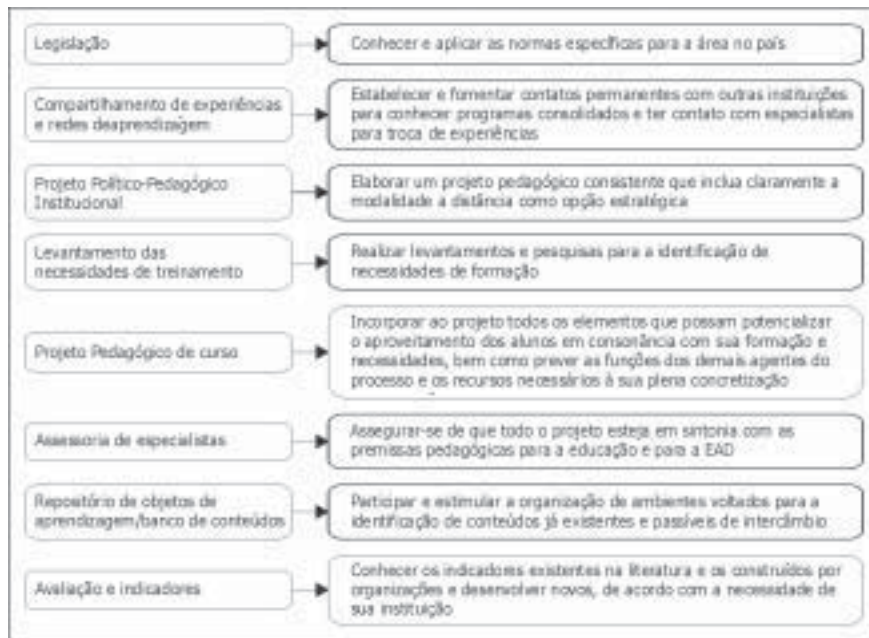 Legislação
Conhecer e aplicar as normas específicas para a área no país
Compartilhamento de experiências
e redes deaprendizagem
Estabelecer e fomentar contatos permanentes com outras instituições
para conhecer programas consolidados e ter contato com especialistas
para troca de experiências
Projeto Político-Pedagógico
Institucional
Elaborar um projeto pedagógico consistente que inclua claramente a
modalidade a distância como opção estratégica
Levantamento das
necessidades de treinamento
Realizar levantamentos e pesquisas para a identificação de
necessidades de formação
Projeto Pedagógico de curso
Incorporar ao projeto todos os elementos que possam potencializar
o aproveitamento dos alunos em consonância com sua formação e
necessidades, bem como prever as funções dos demais agentes do
processo e os recursos necessários à sua plena concretização
Assessoria de especialistas
Assegurar-se de que todo o projeto esteja em sintonia com as
premissas pedagógicas para a educação e para a EAD
Repositório de objetos de
aprendizagem/banco de conteúdos
Participar e estimular a organização de ambientes voltados para a
identificação de conteúdos já existentes e passíveis de intercâmbio
Avaliação e indicadores
Conhecer os indicadores existentes na literatura e os construídos por
organizações e desenvolver novos, de acordo com a necessidade de
sua instituição